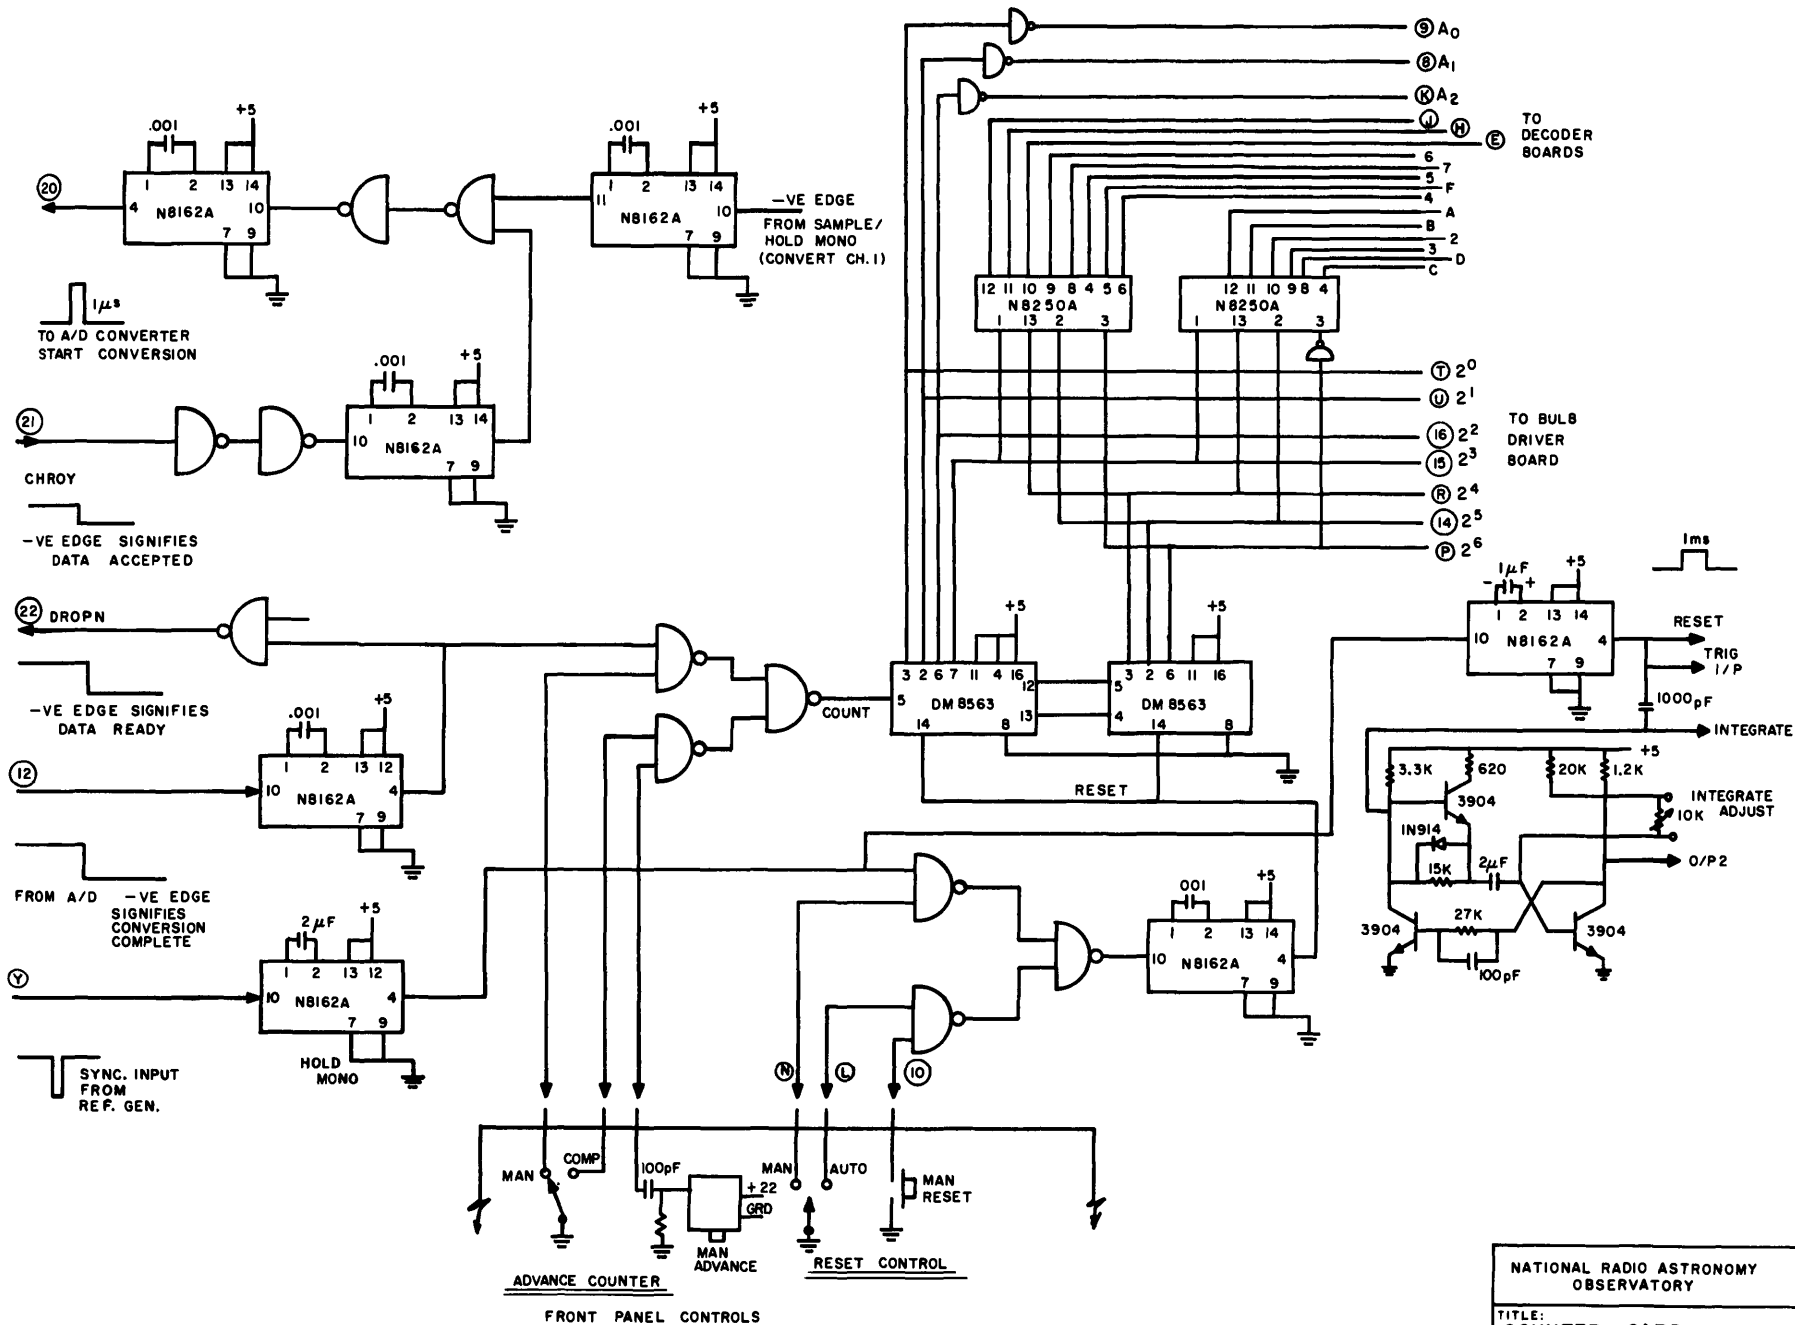 ⑨ A0
⑧ A1
Ⓚ A2
Ⓙ
Ⓗ
Ⓔ
TO
DECODER
BOARDS
6
7
5
F
4
A
B
2
3
D
C
.001
+5
1 2 13 14
⑳
4 N8162A 10
7 9
.001
+5
1 2 13 14
11 N8162A 10
7 9
-VE EDGE
FROM SAMPLE/
HOLD MONO
(CONVERT CH.1)
1μs
TO A/D CONVERTER
START CONVERSION
12 11 10 9 8 4 5 6
N8250A
1 13 2 3
12 11 10 9 8 4
N8250A
1 13 2 3
.001
+5
1 2 13 14
10 N8162A
7 9
㉑
CHROY
-VE EDGE SIGNIFIES
DATA ACCEPTED
Ⓣ 2^0
Ⓤ 2^1
⑯ 2^2
⑮ 2^3
Ⓡ 2^4
⑭ 2^5
Ⓟ 2^6
TO BULB
DRIVER
BOARD
㉒ DROPN
-VE EDGE SIGNIFIES
DATA READY
COUNT
+5
3 2 6 7 11 4 16
5 DM8563 12
13
14 8
+5
3 2 6 11 16
5 DM8563
4
14 8
RESET
1ms
- 1μF +
+5
1 2 13 14
10 N8162A 4
7 9
RESET
TRIG
I/P
1000pF
INTEGRATE
+5
3.3K
620
20K
1.2K
3904
INTEGRATE
ADJUST
10K
1N914
15K
2μF
O/P2
27K
3904
3904
100pF
.001
+5
1 2 13 12
⑫
10 N8162A 4
7 9
FROM A/D -VE EDGE
SIGNIFIES
CONVERSION
COMPLETE
2μF
+5
1 2 13 12
Ⓨ
10 N8162A 4
7 9
HOLD
MONO
SYNC. INPUT
FROM
REF. GEN.
001
+5
1 2 13 14
10 N8162A 4
7 9
Ⓝ
Ⓛ
⑩
MAN
COMP
100pF
+22
GRD
MAN
ADVANCE
MAN
AUTO
MAN
RESET
ADVANCE COUNTER
RESET CONTROL
FRONT PANEL CONTROLS
NATIONAL RADIO ASTRONOMY
OBSERVATORY
TITLE: